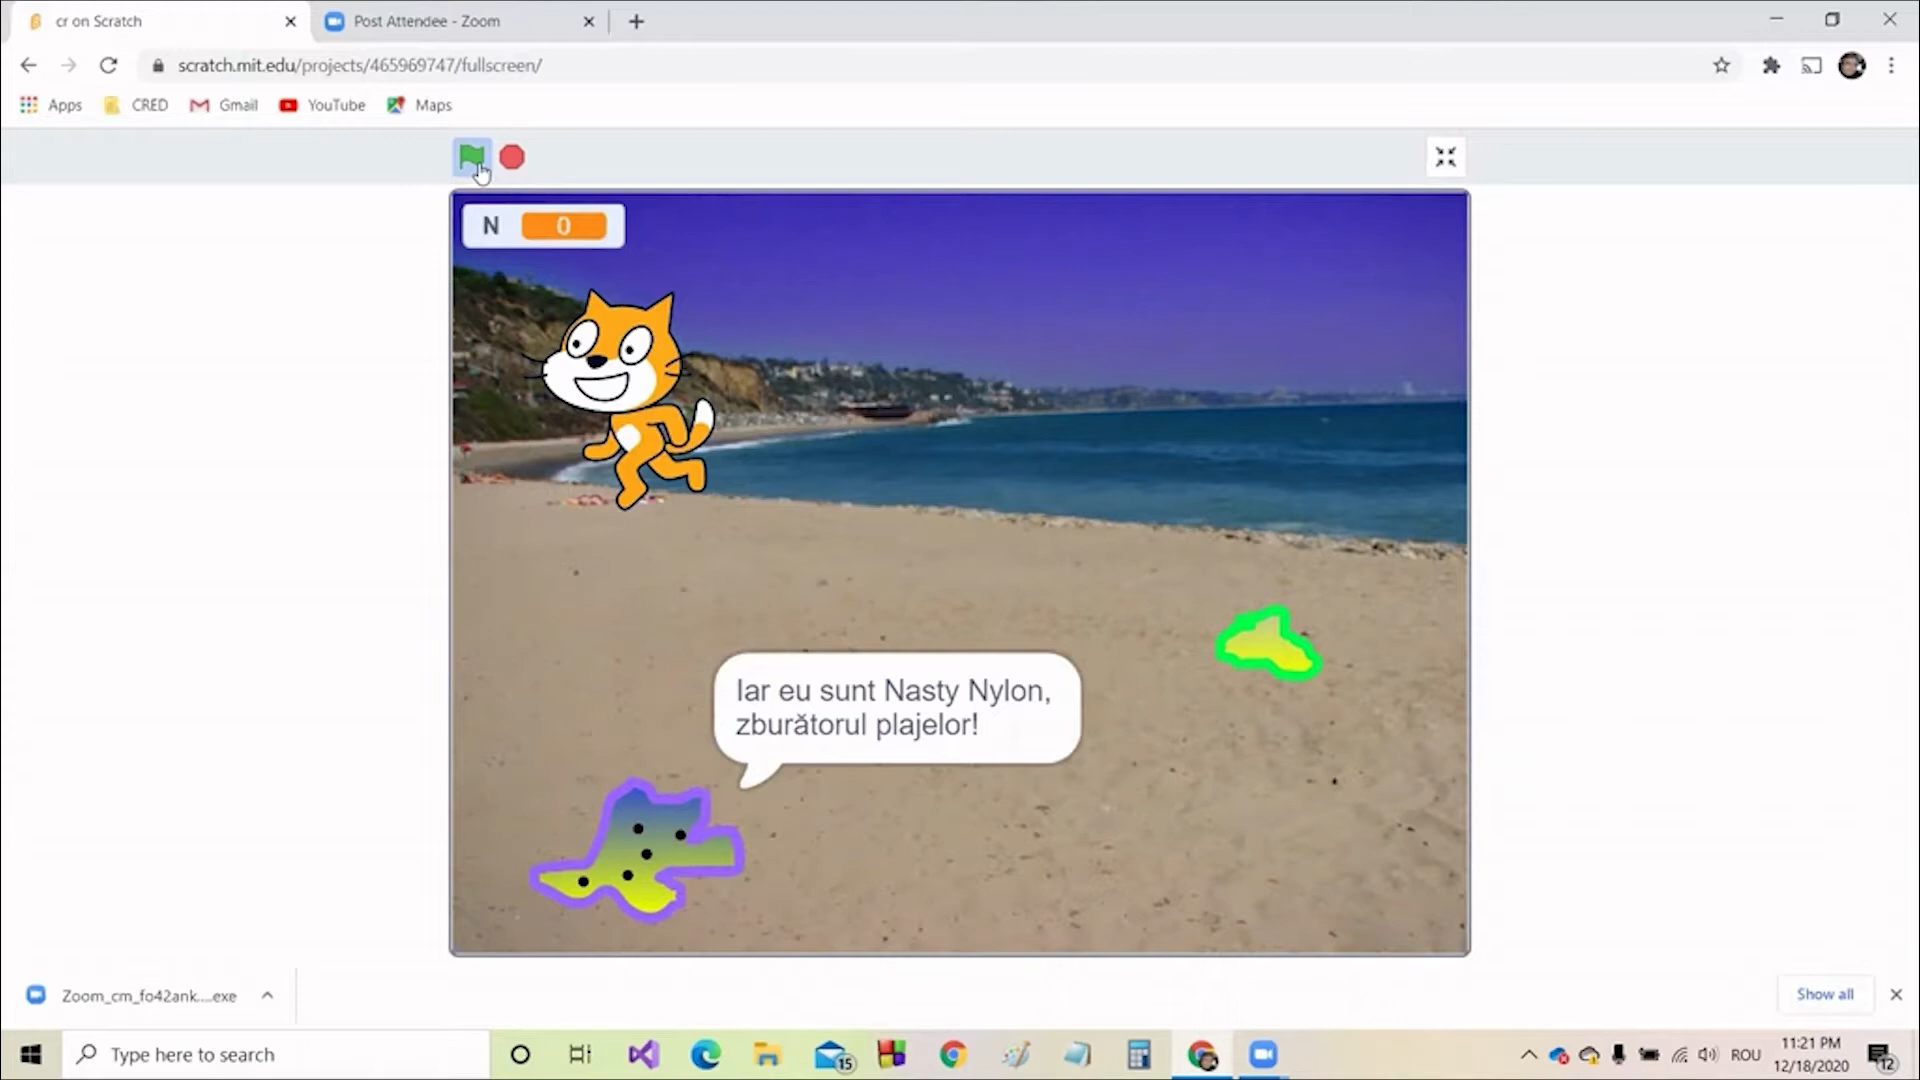 cr on Scratch
Post Attendee - Zoom
scratch.mit.edu/projects/465969747/fullscreen/
Apps
CRED
Gmail
YouTube
Maps
N 0
Iar eu sunt Nasty Nylon,
zburătorul plajelor!
Zoom_cm_fo42ank....exe
Show all
Type here to search
15
ROU
11:21 PM
12/18/2020
12